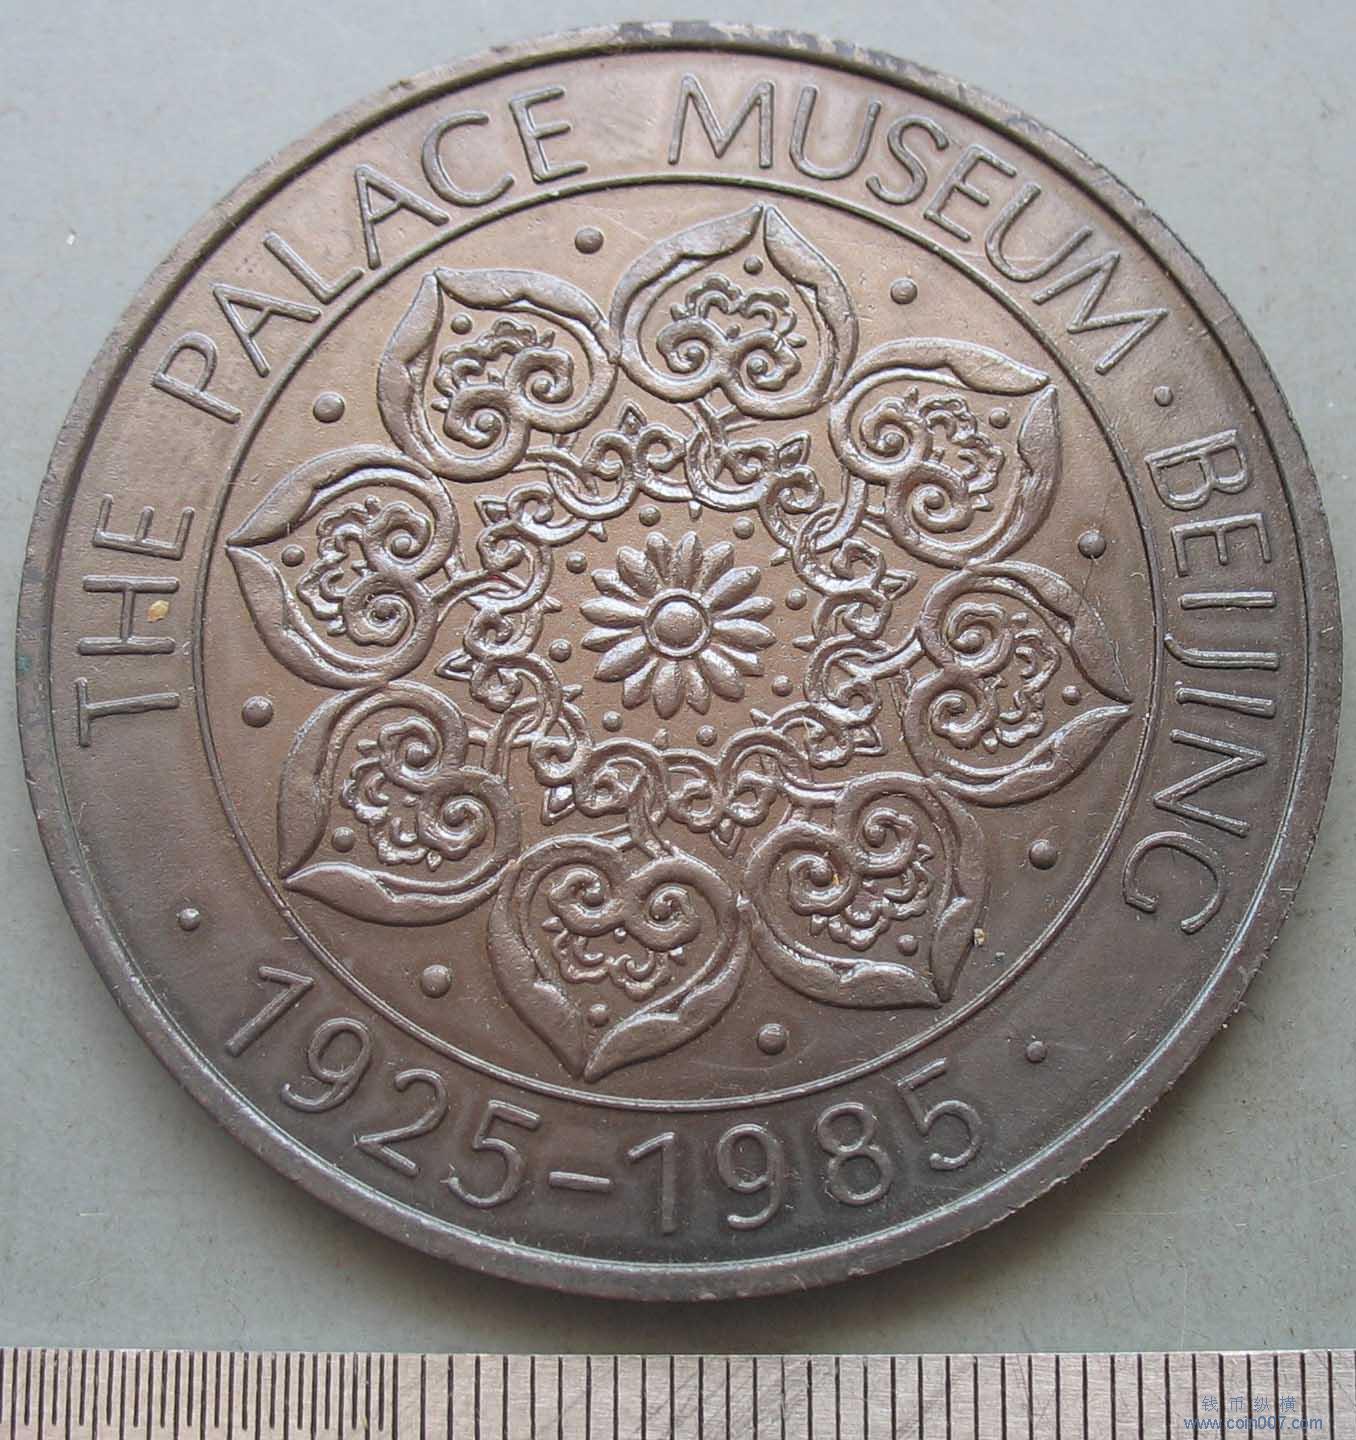 THE PALACE MUSEUM · BEIJING
· 1925-1985 ·
钱币纵横
www.coin007.com